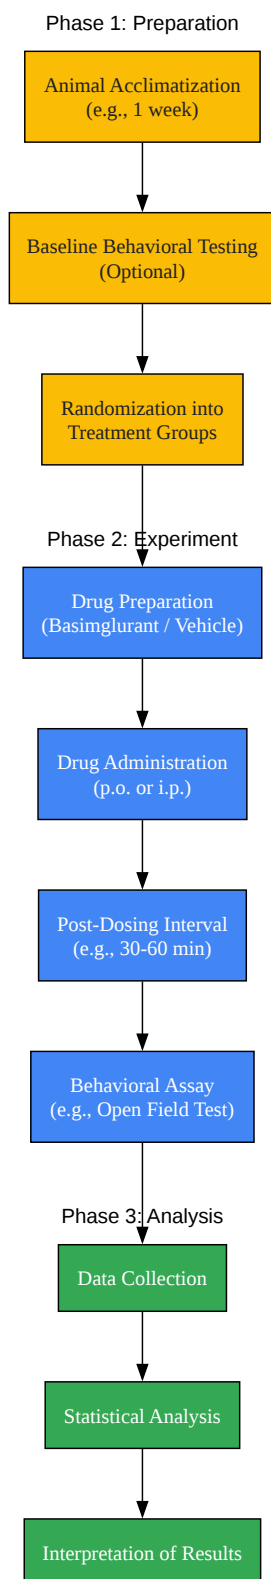 Phase 1: Preparation
Animal Acclimatization
(e.g., 1 week)
Baseline Behavioral Testing
(Optional)
Randomization into
Treatment Groups
Phase 2: Experiment
Drug Preparation
(Basimglurant / Vehicle)
Drug Administration
(p.o. or i.p.)
Post-Dosing Interval
(e.g., 30-60 min)
Behavioral Assay
(e.g., Open Field Test)
Phase 3: Analysis
Data Collection
Statistical Analysis
Interpretation of Results